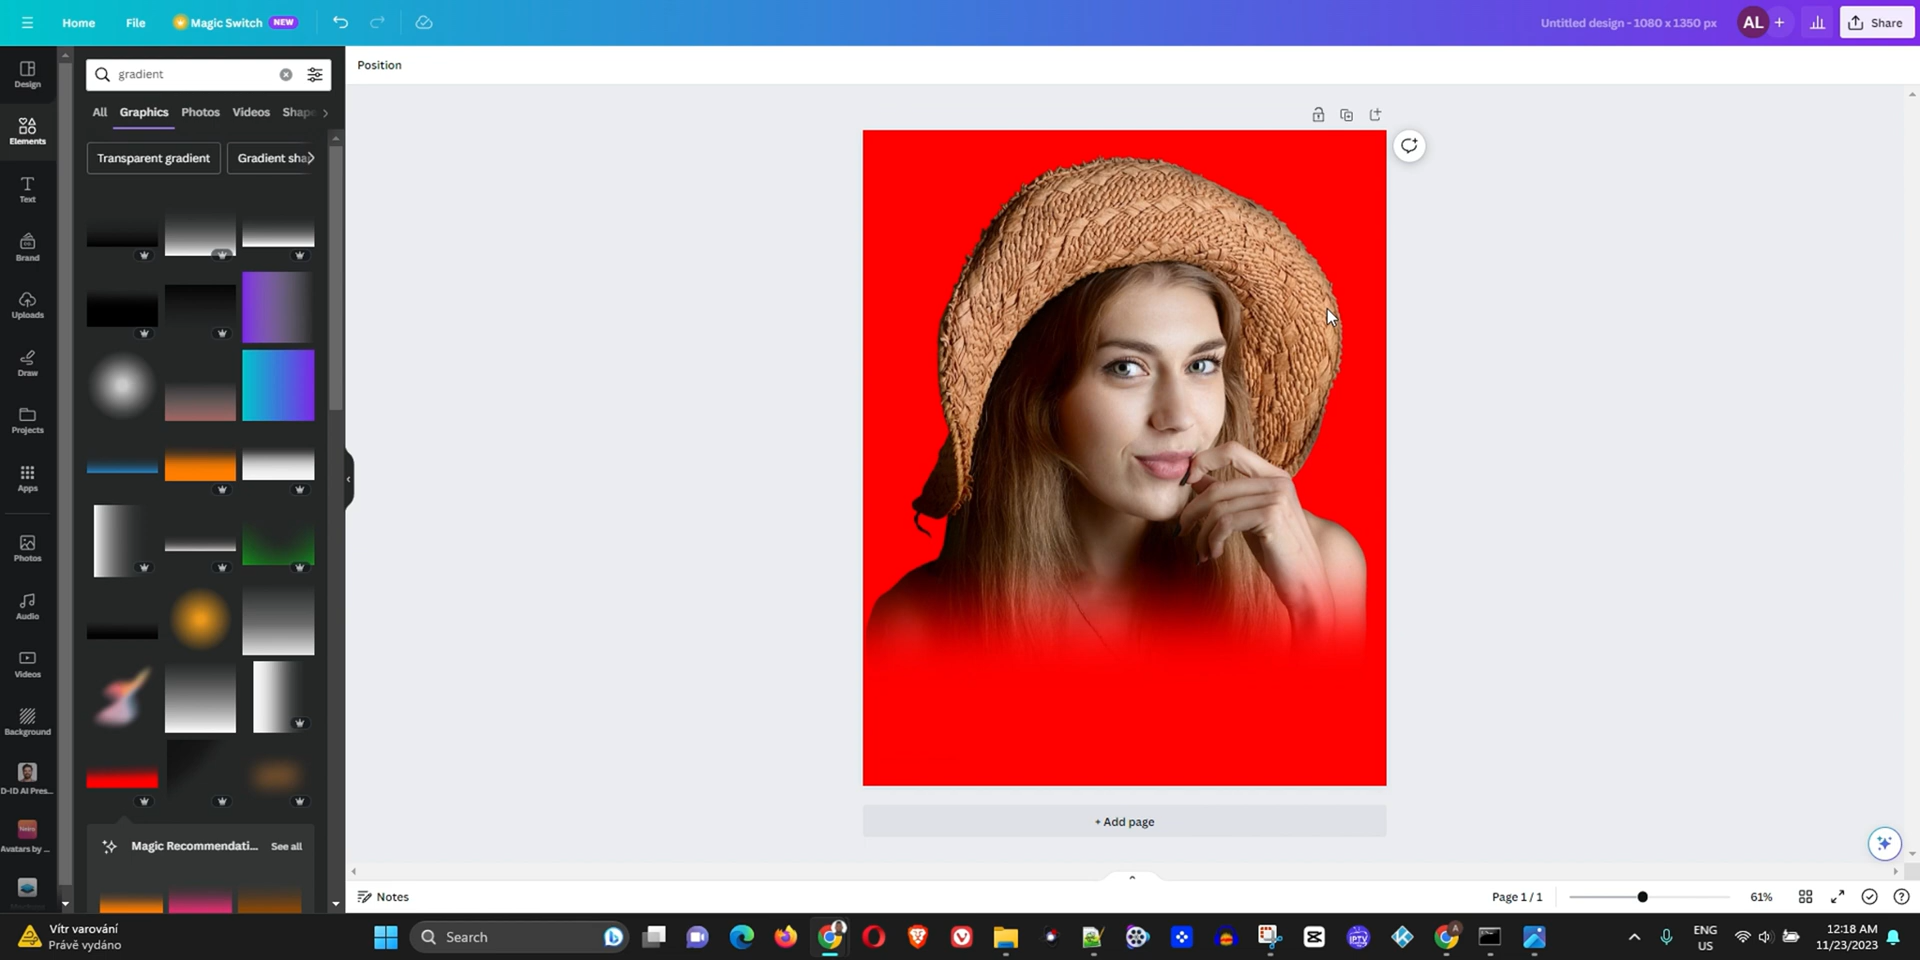 Home File Magic Switch NEW Untitled design - 1080 x 1350 px AL + Share
gradient
Position
All Graphics Photos Videos Shape
Transparent gradient Gradient sha
Design
Elements
Text
Brand
Uploads
Draw
Projects
Apps
Photos
Audio
Videos
Background
D-ID AI Pres...
Avatars by ...
Magic Recommendati... See all
+ Add page
Notes
Page 1 / 1
61%
Vítr varování
Právě vydáno
Search
IPTV
ENG
US
12:18 AM
11/23/2023